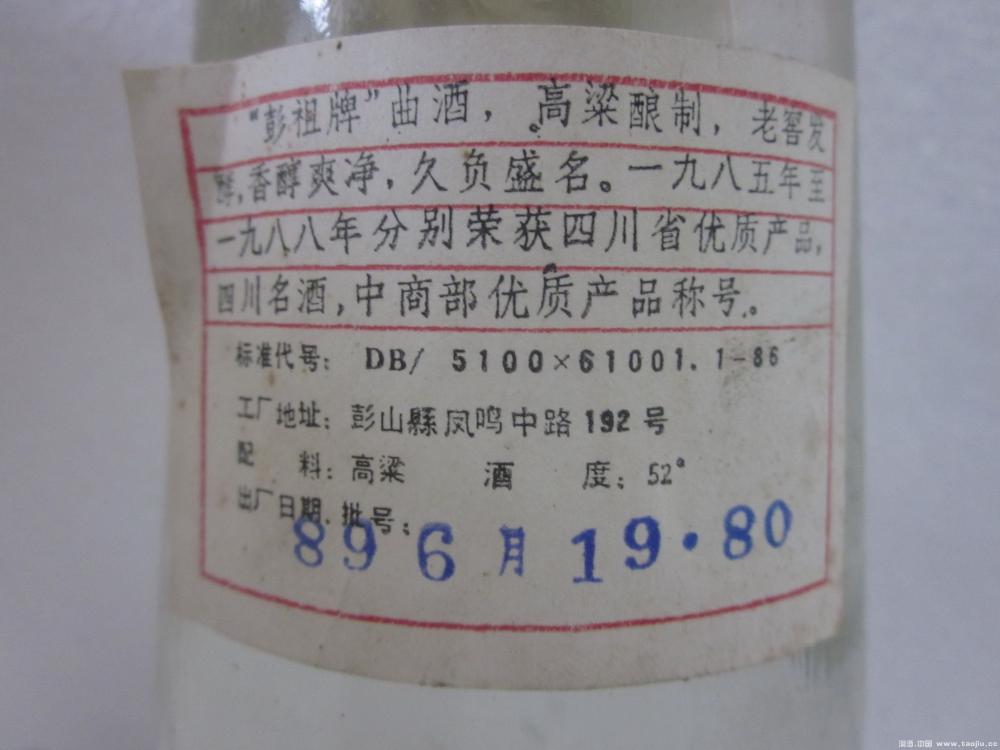 “彭祖牌”曲酒，高梁酿制，老窖发
酵，香醇爽净，久负盛名。一九八五年至
一九八八年分别荣获四川省优质产品，
四川名酒，中商部优质产品称号。
标准代号：DB/ 5100×61001.1-86
工厂地址：彭山縣凤鸣中路192号
配 料：高粱 酒 度：52°
出厂日期.批号：
89 6月 19·80
www.taojiu.cc